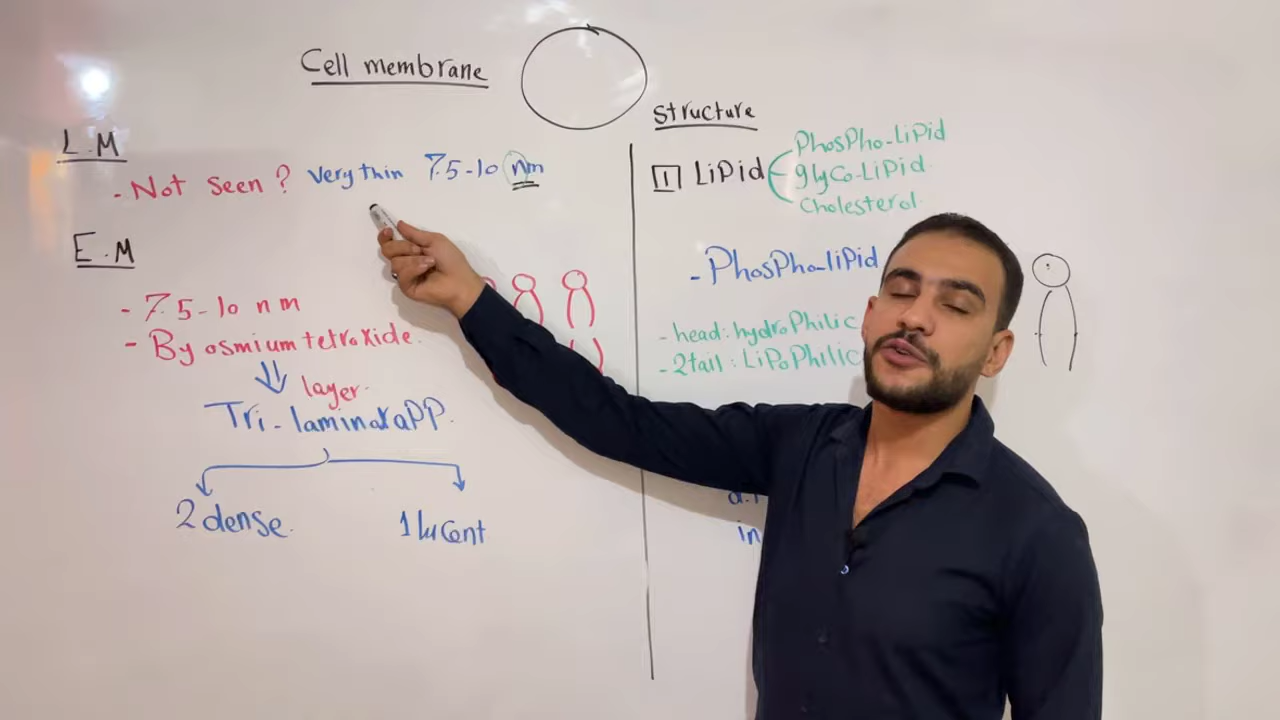 Cell membrane
L.M
- Not seen ? Very thin 7.5-10 nm
E.M
- 7.5-10 nm
- By osmium tetroxide.
layer.
Tri-laminar app.
2 dense.
1 lucent
structure
1 Lipid
Phospho-Lipid
glyco-Lipid.
Cholesterol.
- Phospho-lipid
- head: hydrophilic
- 2tail: Lipophilic
in